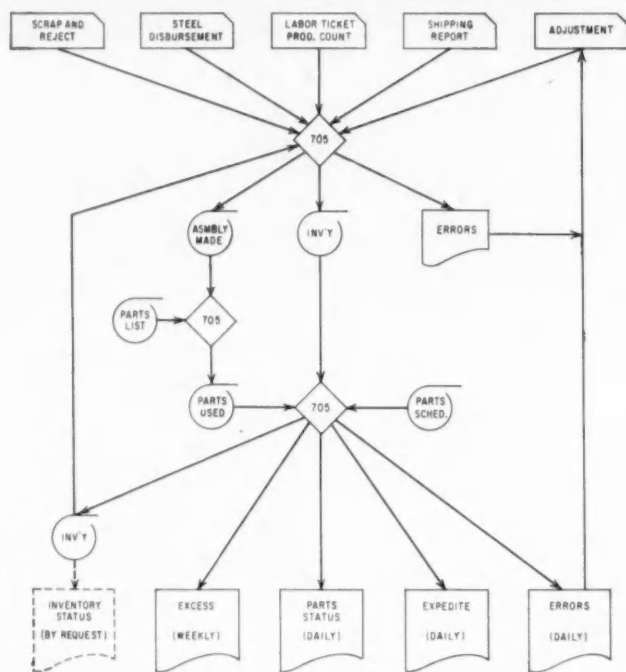 SCRAP AND
REJECT
STEEL
DISBURSEMENT
LABOR TICKET
PROD. COUNT
SHIPPING
REPORT
ADJUSTMENT
705
ASMBLY
MADE
INV'Y
ERRORS
PARTS
LIST
705
PARTS
USED
705
PARTS
SCHED.
INV'Y
INVENTORY
STATUS
(BY REQUEST)
EXCESS
(WEEKLY)
PARTS
STATUS
(DAILY)
EXPEDITE
(DAILY)
ERRORS
(DAILY)